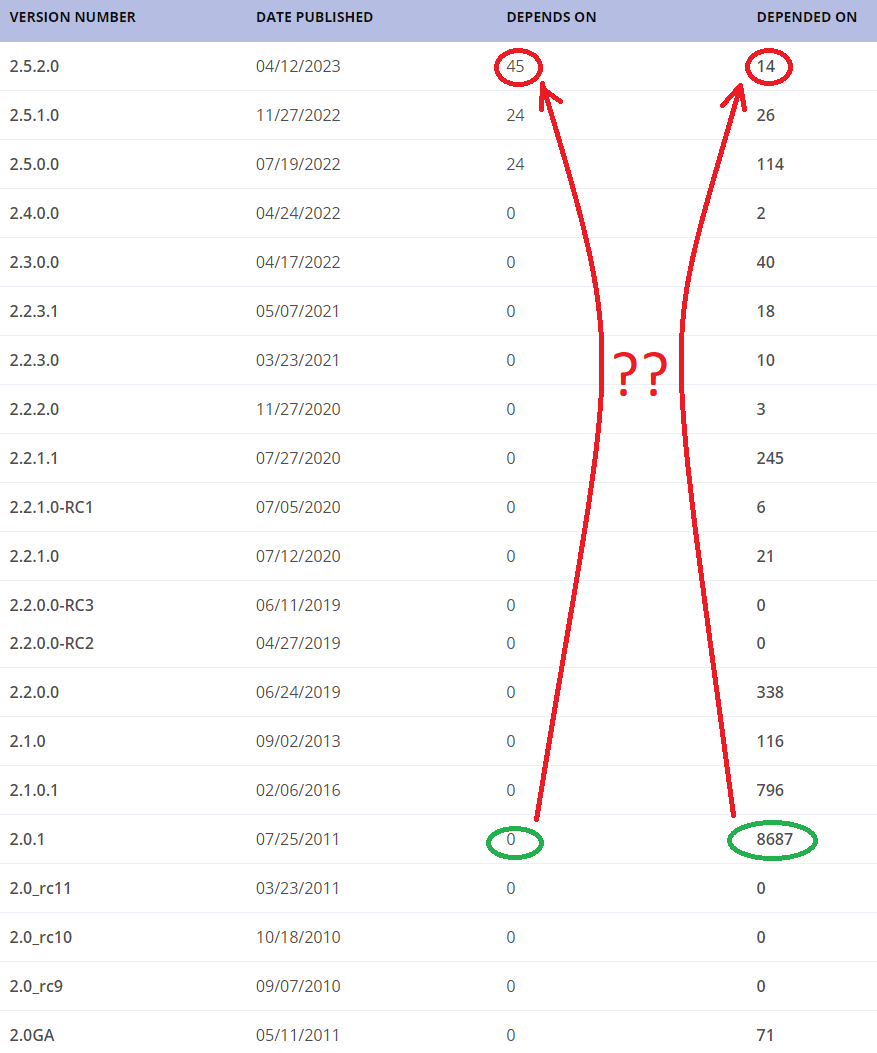 VERSION NUMBER DATE PUBLISHED DEPENDS ON DEPENDED ON
2.5.2.0 04/12/2023 45 14
2.5.1.0 11/27/2022 24 26
2.5.0.0 07/19/2022 24 114
2.4.0.0 04/24/2022 0 2
2.3.0.0 04/17/2022 0 40
2.2.3.1 05/07/2021 0 18
2.2.3.0 03/23/2021 0 10
??
2.2.2.0 11/27/2020 0 3
2.2.1.1 07/27/2020 0 245
2.2.1.0-RC1 07/05/2020 0 6
2.2.1.0 07/12/2020 0 21
2.2.0.0-RC3 06/11/2019 0 0
2.2.0.0-RC2 04/27/2019 0 0
2.2.0.0 06/24/2019 0 338
2.1.0 09/02/2013 0 116
2.1.0.1 02/06/2016 0 796
2.0.1 07/25/2011 0 8687
2.0_rc11 03/23/2011 0 0
2.0_rc10 10/18/2010 0 0
2.0_rc9 09/07/2010 0 0
2.0GA 05/11/2011 0 71